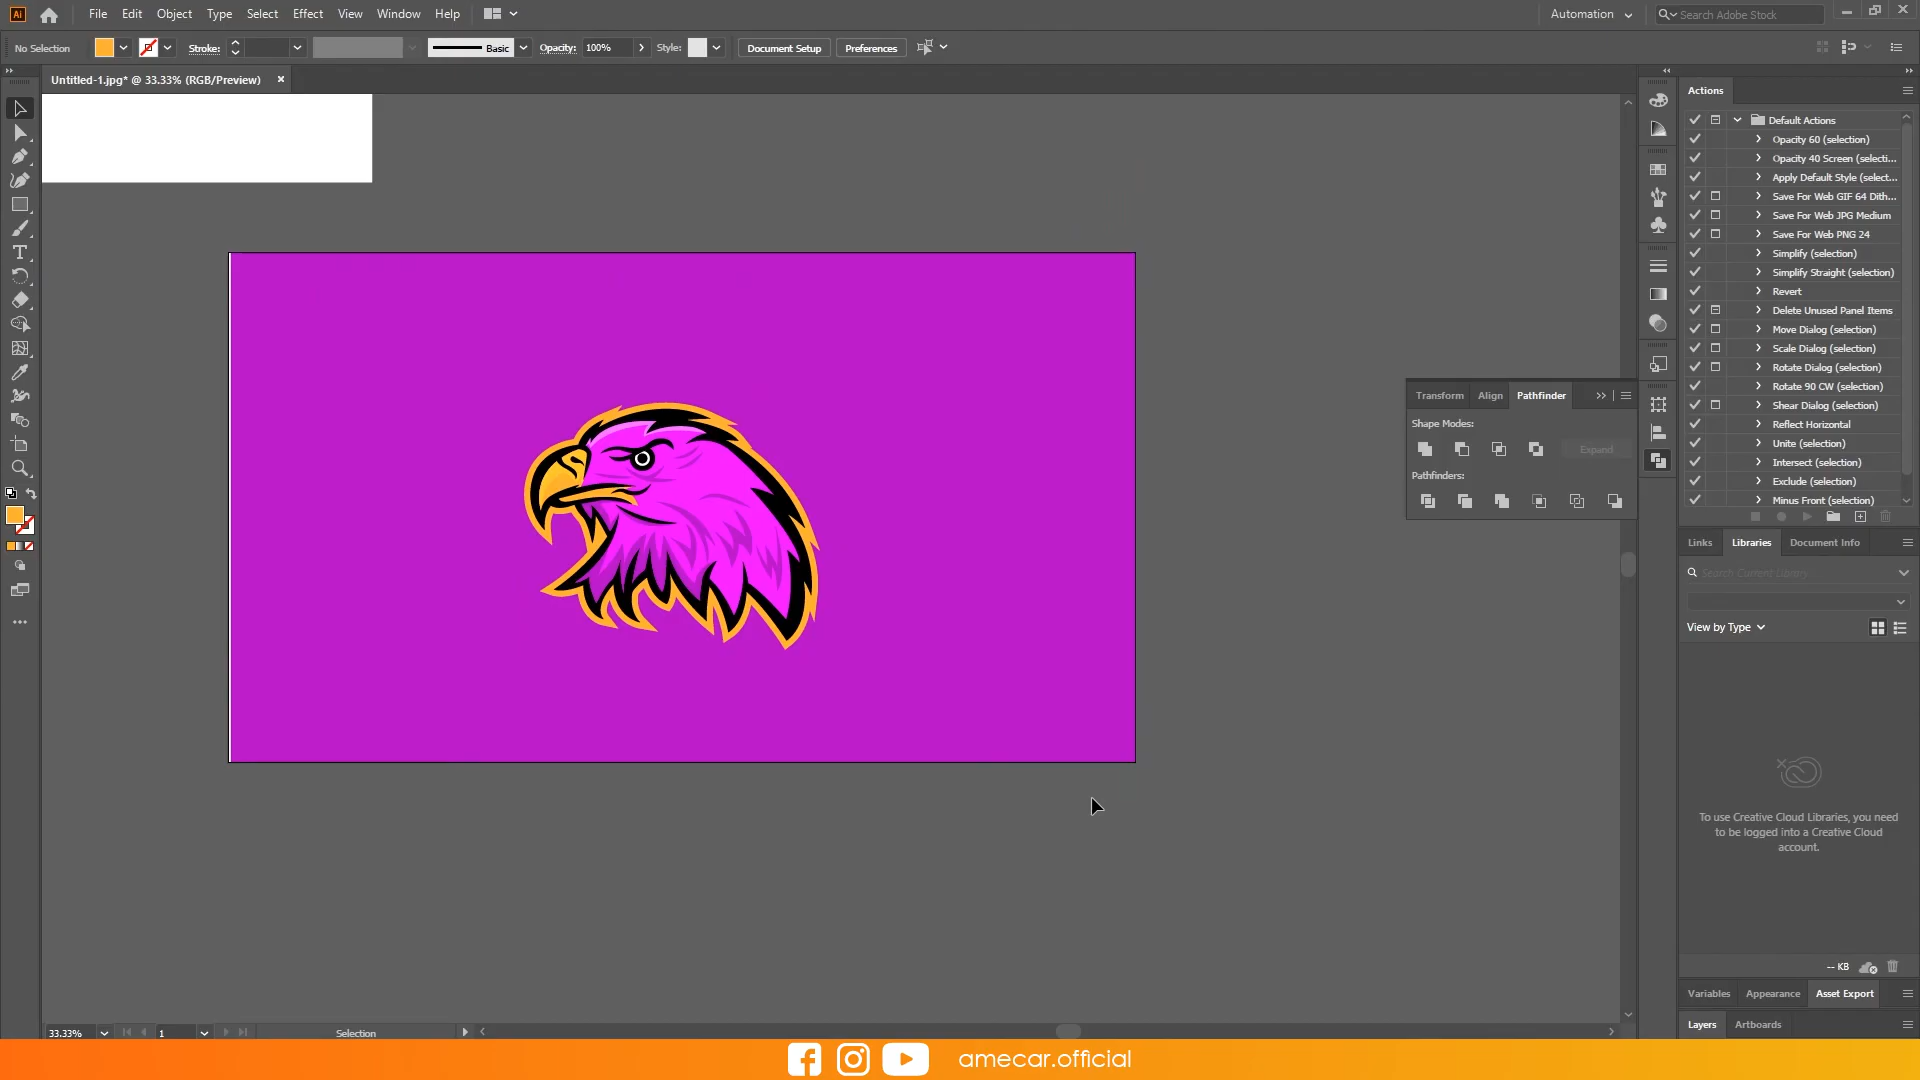 Ai File Edit Object Type Select Effect View Window Help Automation Search Adobe Stock
No Selection Stroke: Basic Opacity: 100% Style: Document Setup Preferences
Untitled-1.jpg* @ 33.33% (RGB/Preview) ×
Actions
Default Actions
Opacity 60 (selection)
Opacity 40 Screen (selecti...
Apply Default Style (select...
Save For Web GIF 64 Dith...
Save For Web JPG Medium
Save For Web PNG 24
Simplify (selection)
Simplify Straight (selection)
Revert
Delete Unused Panel Items
Move Dialog (selection)
Scale Dialog (selection)
Rotate Dialog (selection)
Rotate 90 CW (selection)
Shear Dialog (selection)
Reflect Horizontal
Unite (selection)
Intersect (selection)
Exclude (selection)
Minus Front (selection)
Transform Align Pathfinder
Shape Modes:
Expand
Pathfinders:
Links Libraries Document Info
Search Current Library
View by Type
To use Creative Cloud Libraries, you need
to be logged into a Creative Cloud
account.
-- KB
Variables Appearance Asset Export
Layers Artboards
33.33% 1 Selection
amecar.official